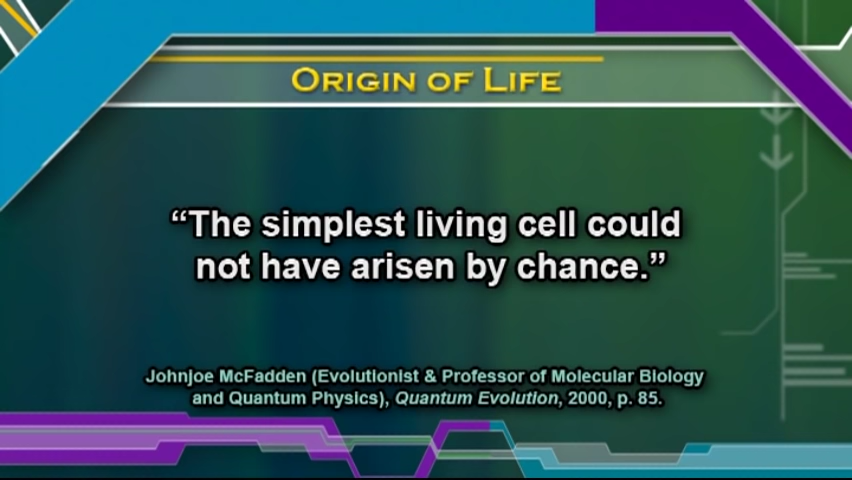 Origin of Life
“The simplest living cell could
not have arisen by chance.”
Johnjoe McFadden (Evolutionist & Professor of Molecular Biology
and Quantum Physics), Quantum Evolution, 2000, p. 85.